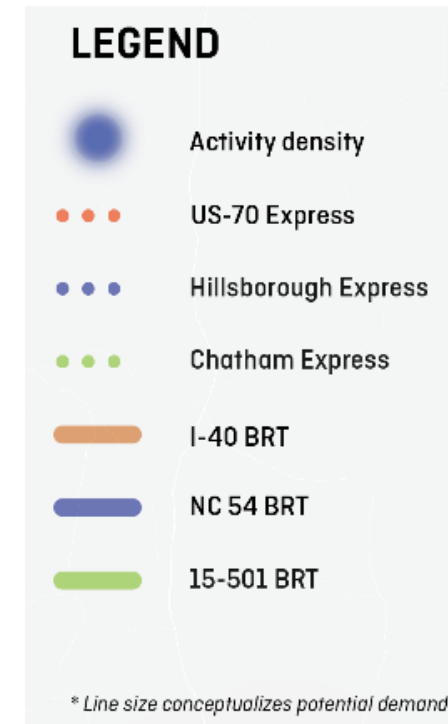 LEGEND
Activity density
US-70 Express
Hillsborough Express
Chatham Express
I-40 BRT
NC 54 BRT
15-501 BRT
* Line size conceptualizes potential demand